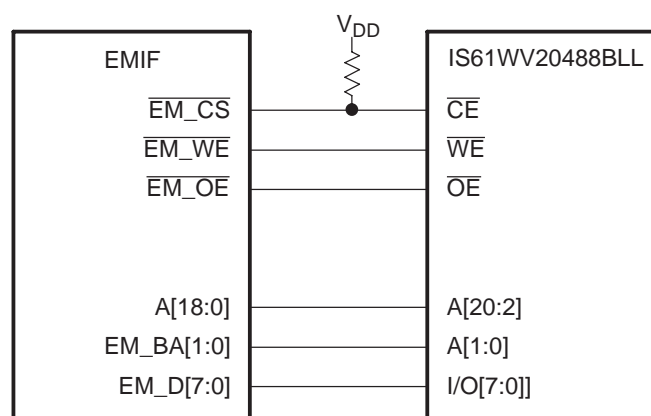 VDD
EMIF IS61WV20488BLL
EM_CS CE
EM_WE WE
EM_OE OE
A[18:0] A[20:2]
EM_BA[1:0] A[1:0]
EM_D[7:0] I/O[7:0]]